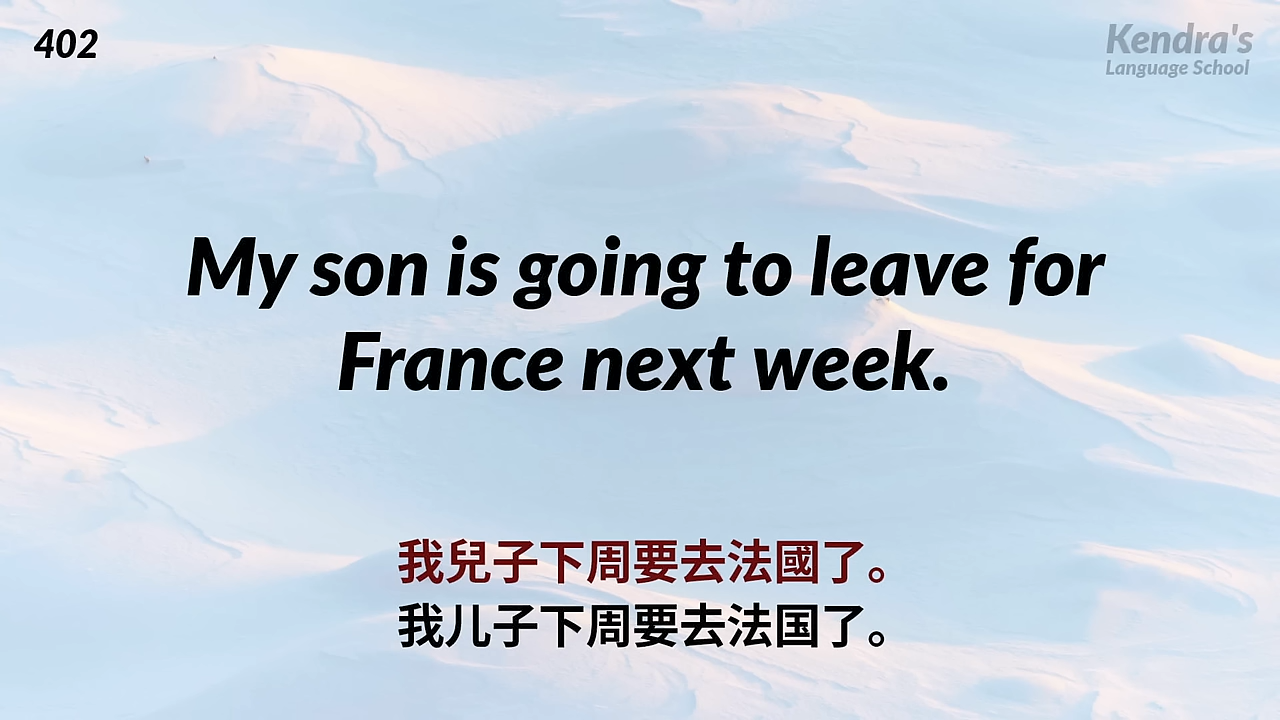 402
Kendra's
Language School
My son is going to leave for
France next week.
我兒子下周要去法國了。
我儿子下周要去法国了。